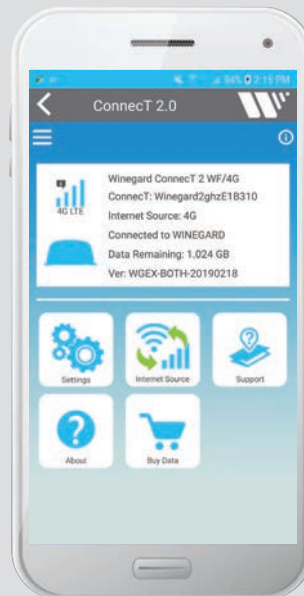 94% 2:15 PM
ConnecT 2.0
4G LTE
Winegard ConnecT 2 WF/4G
ConnecT: Winegard2ghzE1B310
Internet Source: 4G
Connected to WINEGARD
Data Remaining: 1.024 GB
Ver: WGEX-BOTH-20190218
Settings
Internet Source
Support
About
Buy Data